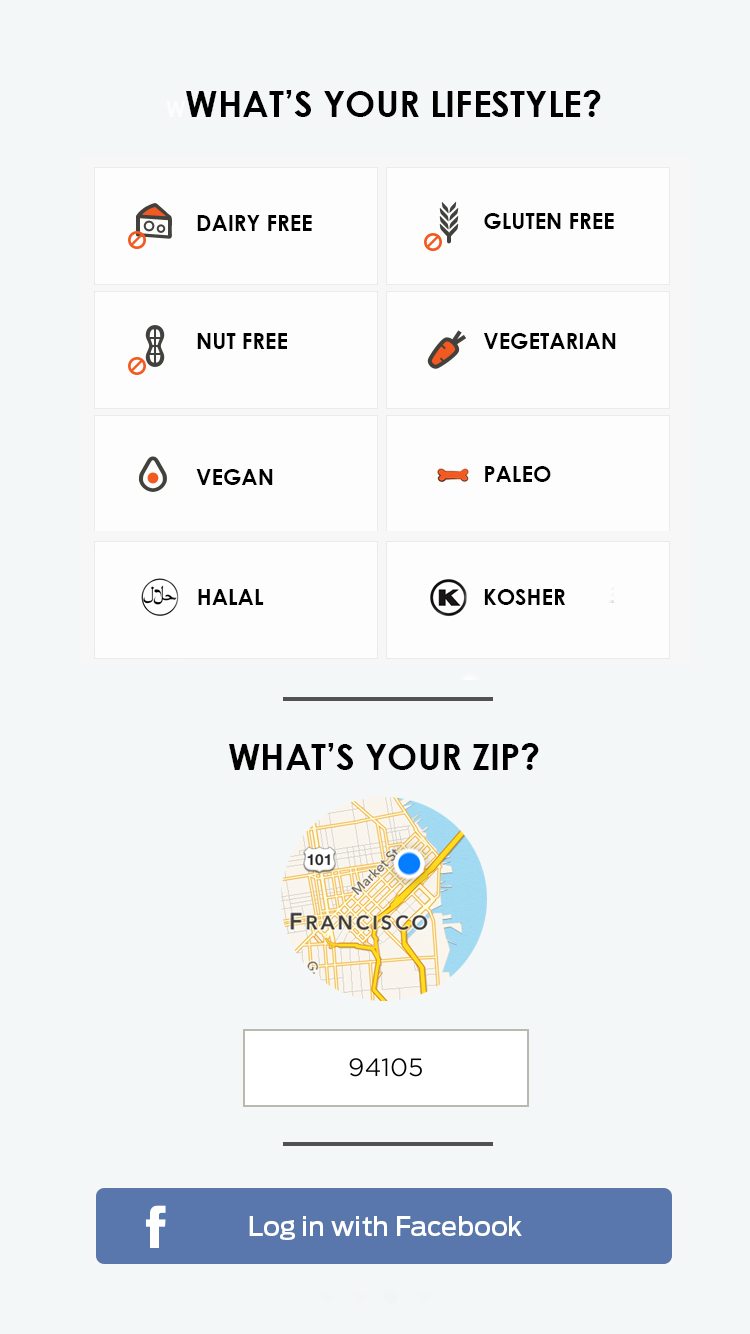 WHAT’S YOUR LIFESTYLE?
DAIRY FREE
GLUTEN FREE
NUT FREE
VEGETARIAN
VEGAN
PALEO
حلال
HALAL
K
KOSHER
WHAT’S YOUR ZIP?
101
Market St
FRANCISCO
G
94105
f
Log in with Facebook